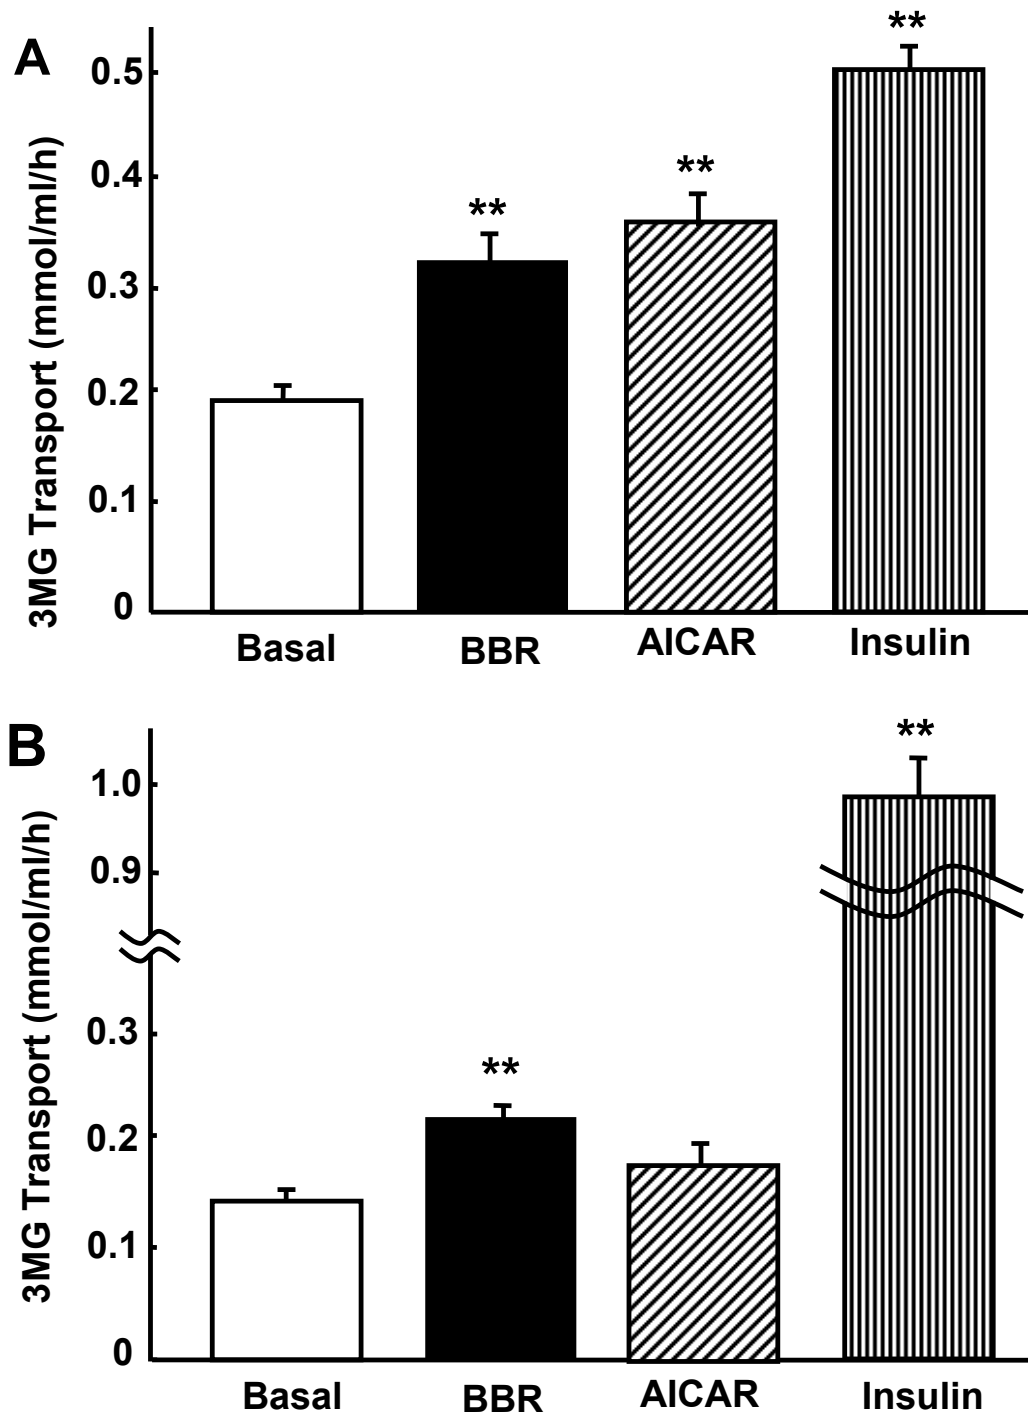 A
3MG Transport (mmol/ml/h)
0.5
0.4
0.3
0.2
0.1
0
**
**
**
Basal
BBR
AICAR
Insulin
B
3MG Transport (mmol/ml/h)
1.0
0.9
0.3
0.2
0.1
0
**
**
Basal
BBR
AICAR
Insulin